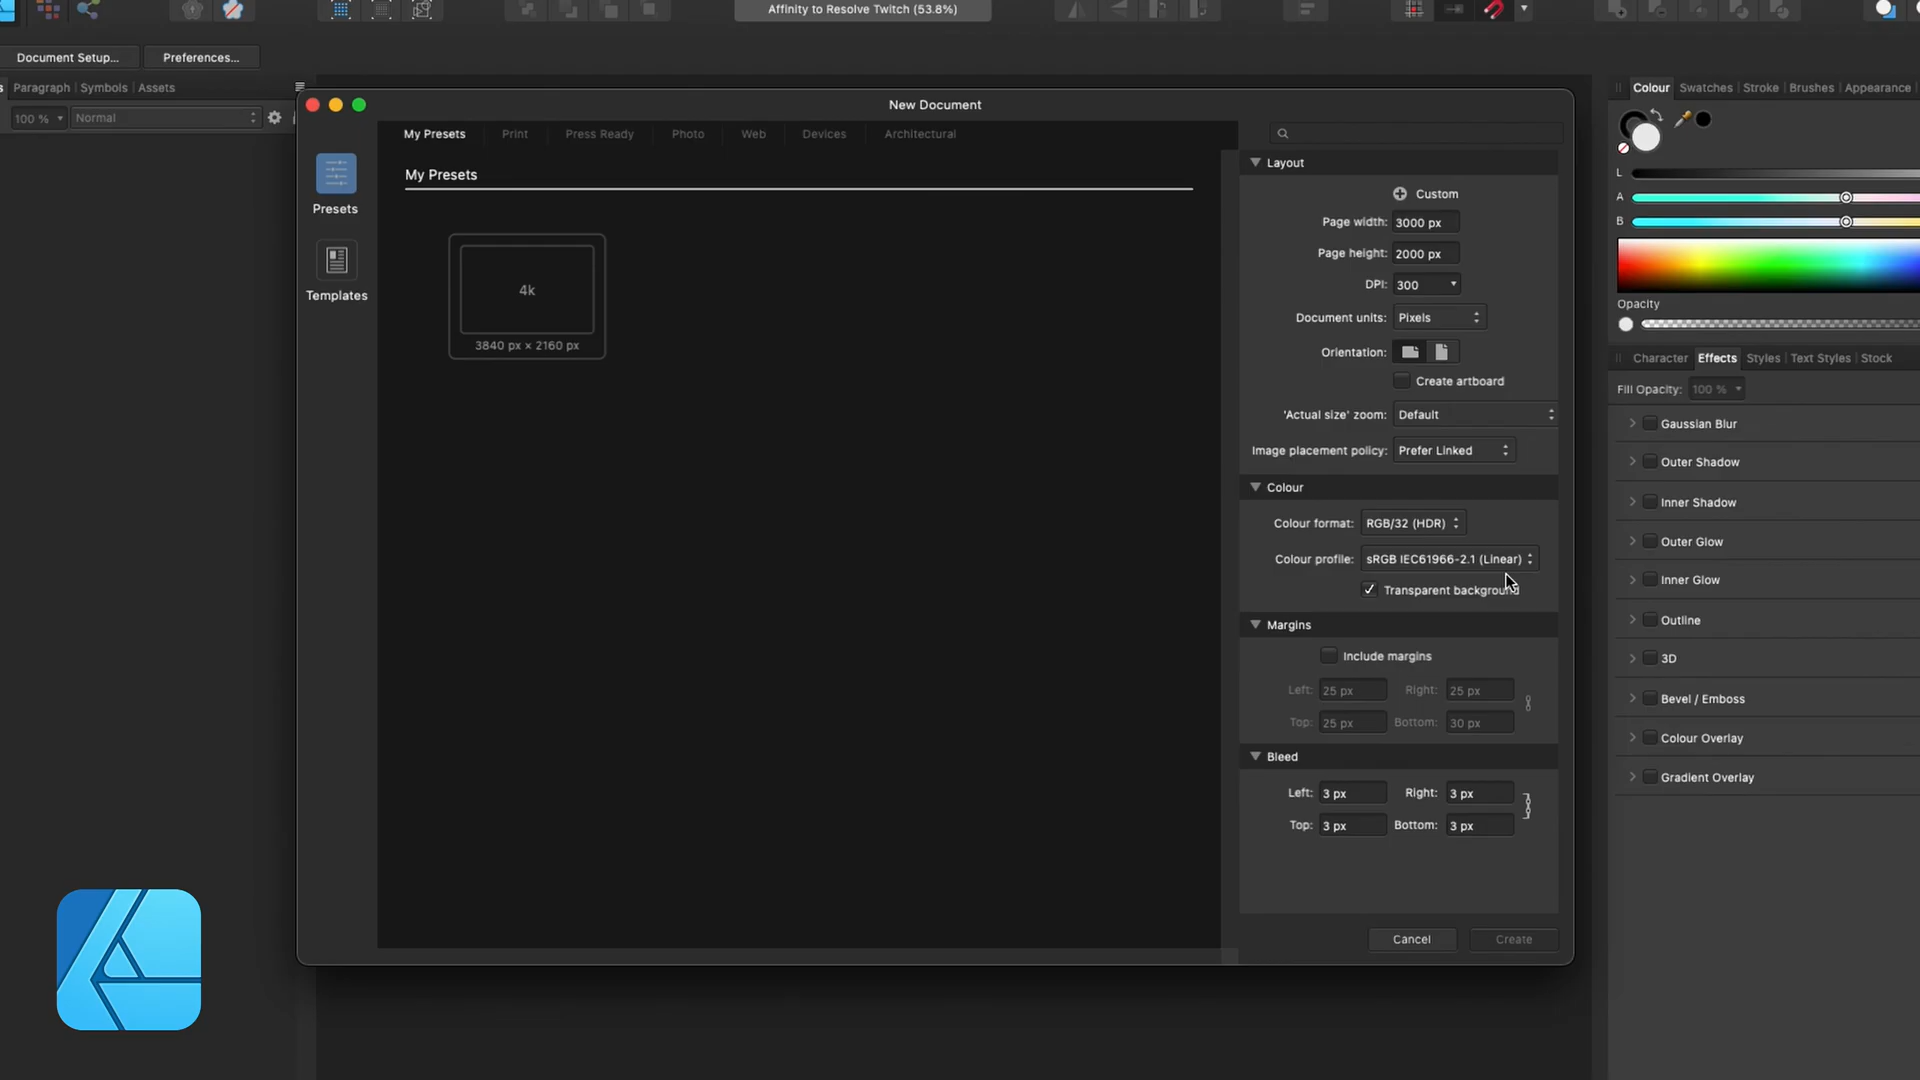 Affinity to Resolve Twitch (53.8%)
Document Setup...
Preferences...
Paragraph
Symbols
Assets
100 %
Normal
New Document
My Presets
Print
Press Ready
Photo
Web
Devices
Architectural
Presets
Templates
My Presets
4k
3840 px × 2160 px
Layout
Custom
Page width: 3000 px
Page height: 2000 px
DPI: 300
Document units: Pixels
Orientation:
Create artboard
'Actual size' zoom: Default
Image placement policy: Prefer Linked
Colour
Colour format: RGB/32 (HDR)
Colour profile: sRGB IEC61966-2.1 (Linear)
Transparent background
Margins
Include margins
Left: 25 px Right: 25 px
Top: 25 px Bottom: 30 px
Bleed
Left: 3 px Right: 3 px
Top: 3 px Bottom: 3 px
Cancel
Create
Colour
Swatches
Stroke
Brushes
Appearance
L
A
B
Opacity
Character
Effects
Styles
Text Styles
Stock
Fill Opacity: 100 %
Gaussian Blur
Outer Shadow
Inner Shadow
Outer Glow
Inner Glow
Outline
3D
Bevel / Emboss
Colour Overlay
Gradient Overlay